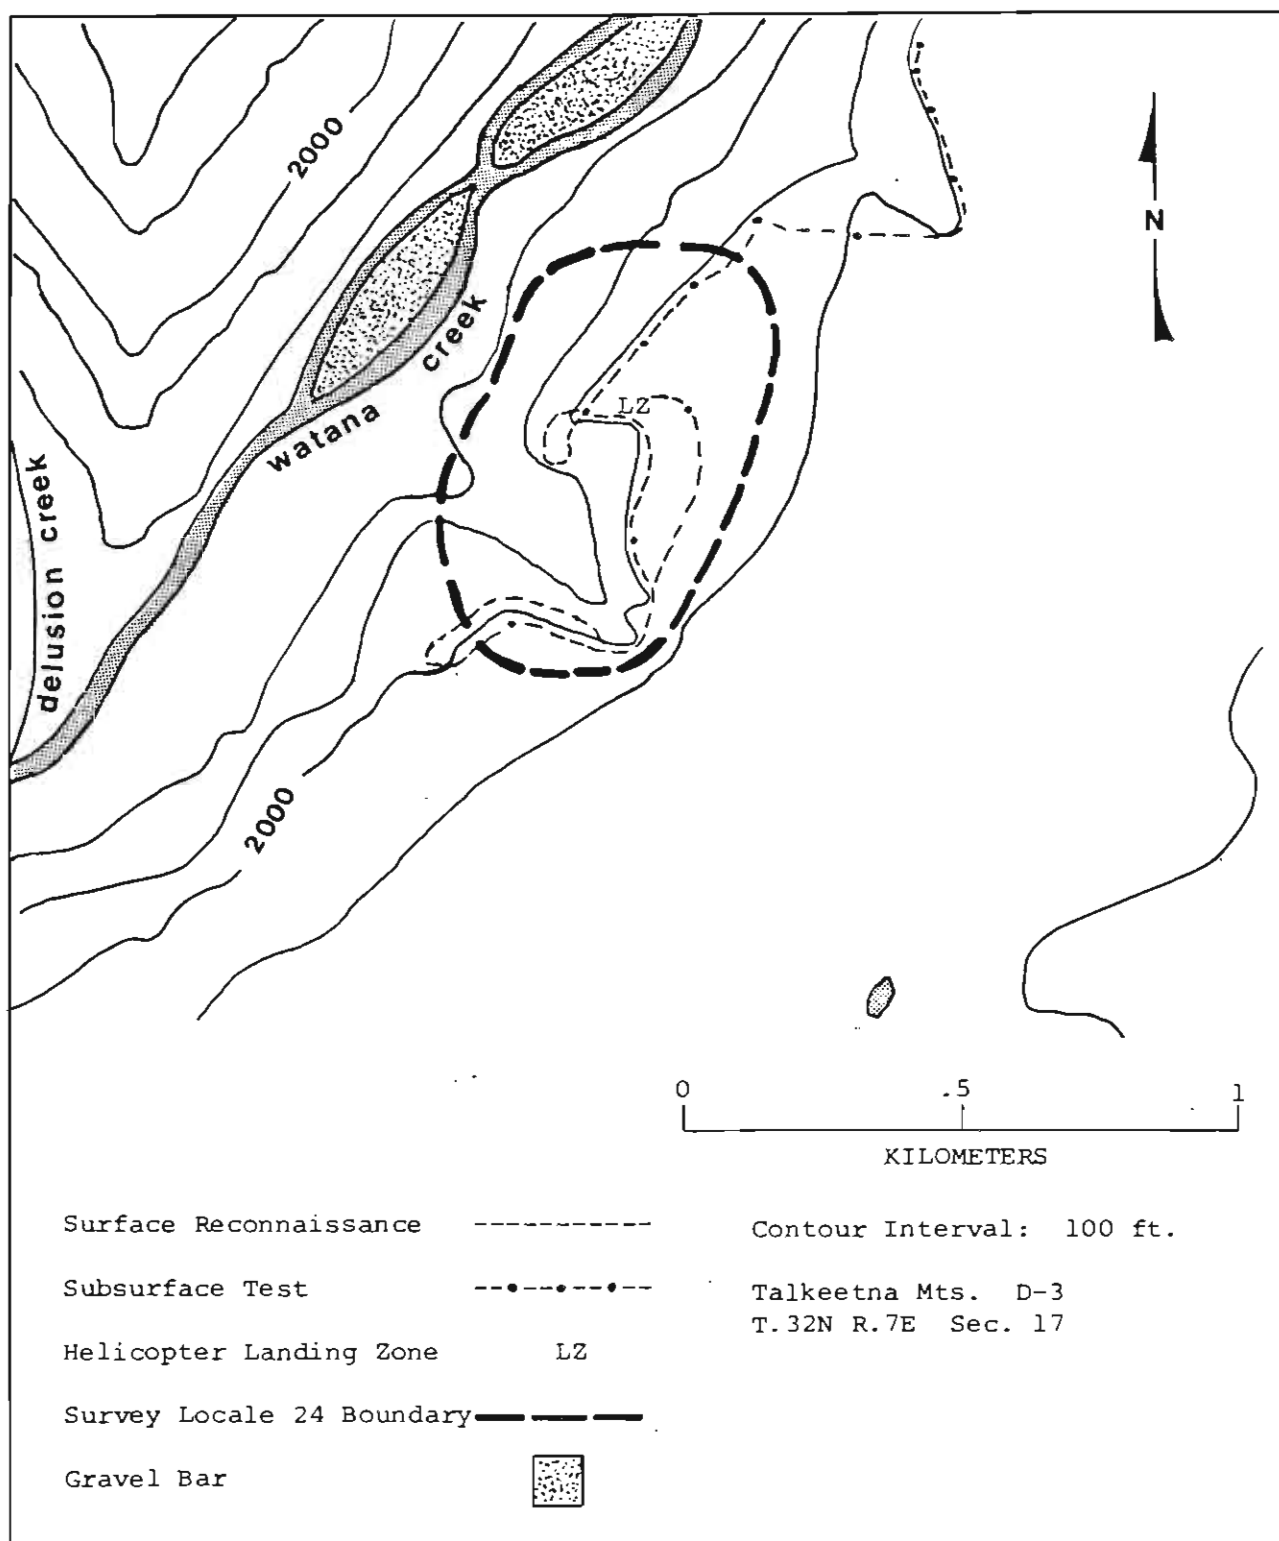 2000
N
creek
watana
LZ
delusion creek
2000
0 .5 1
KILOMETERS
Surface Reconnaissance
Subsurface Test
Helicopter Landing Zone LZ
Survey Locale 24 Boundary
Gravel Bar
Contour Interval: 100 ft.
Talkeetna Mts. D-3
T.32N R.7E Sec. 17